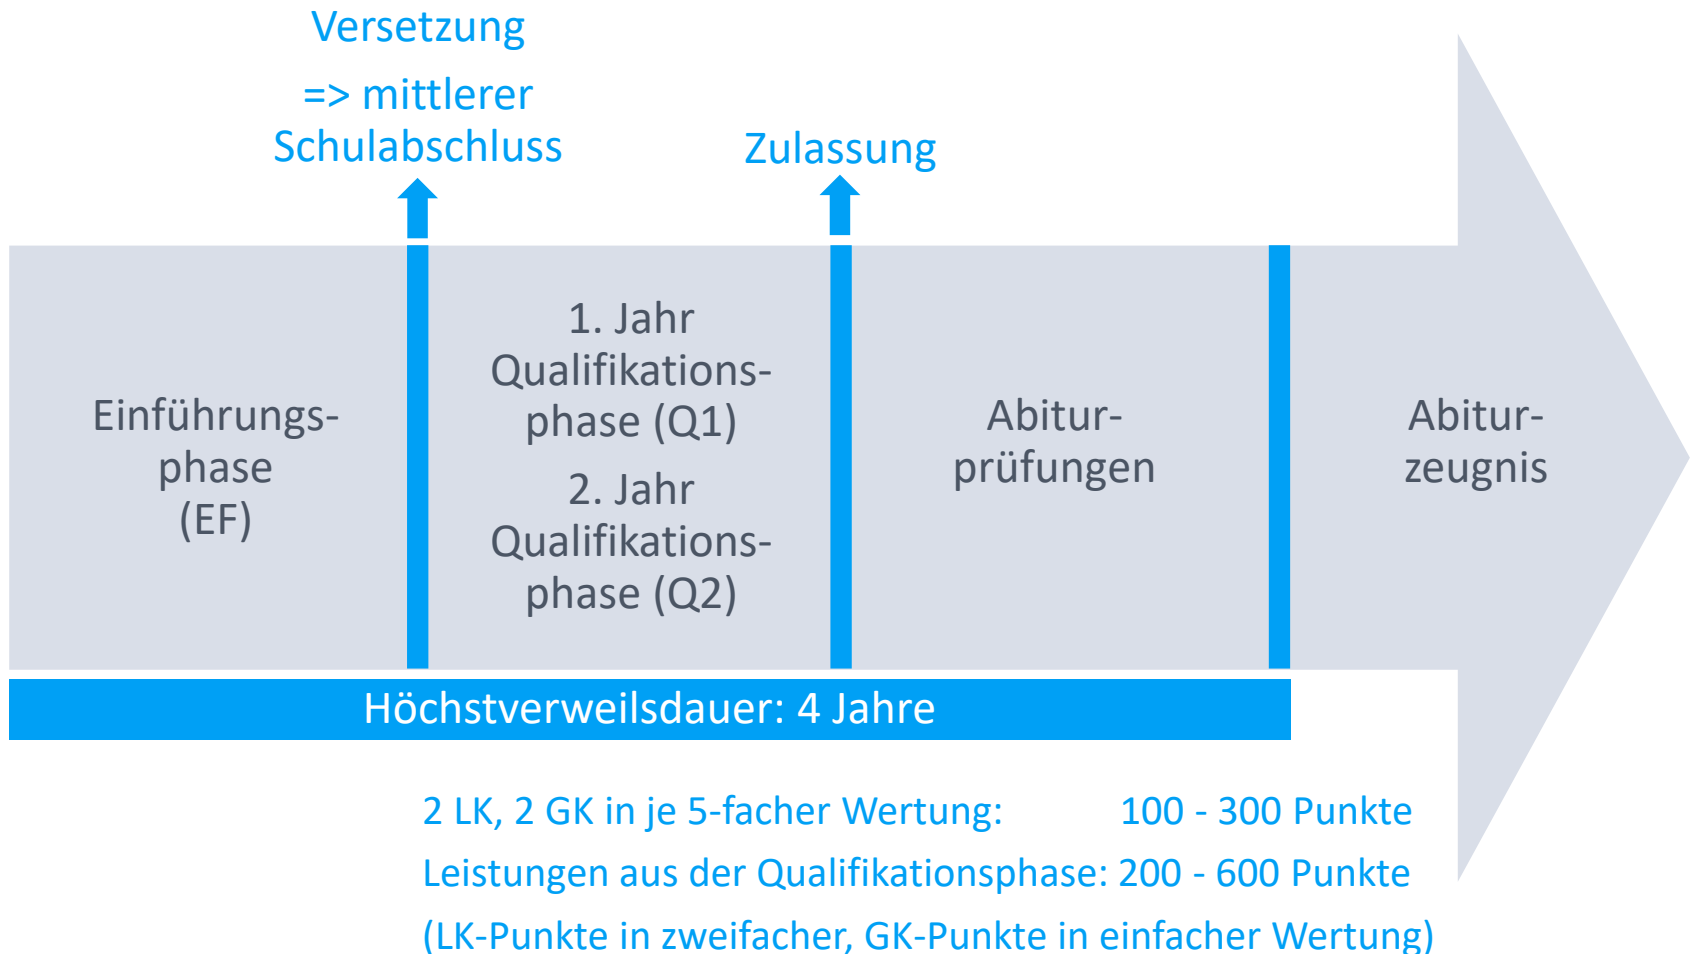 Versetzung
=> mittlerer
Schulabschluss
Zulassung
Einführungs-
phase
(EF)
1. Jahr
Qualifikations-
phase (Q1)
2. Jahr
Qualifikations-
phase (Q2)
Abitur-
prüfungen
Abitur-
zeugnis
Höchstverweilsdauer: 4 Jahre
2 LK, 2 GK in je 5-facher Wertung: 100 - 300 Punkte
Leistungen aus der Qualifikationsphase: 200 - 600 Punkte
(LK-Punkte in zweifacher, GK-Punkte in einfacher Wertung)